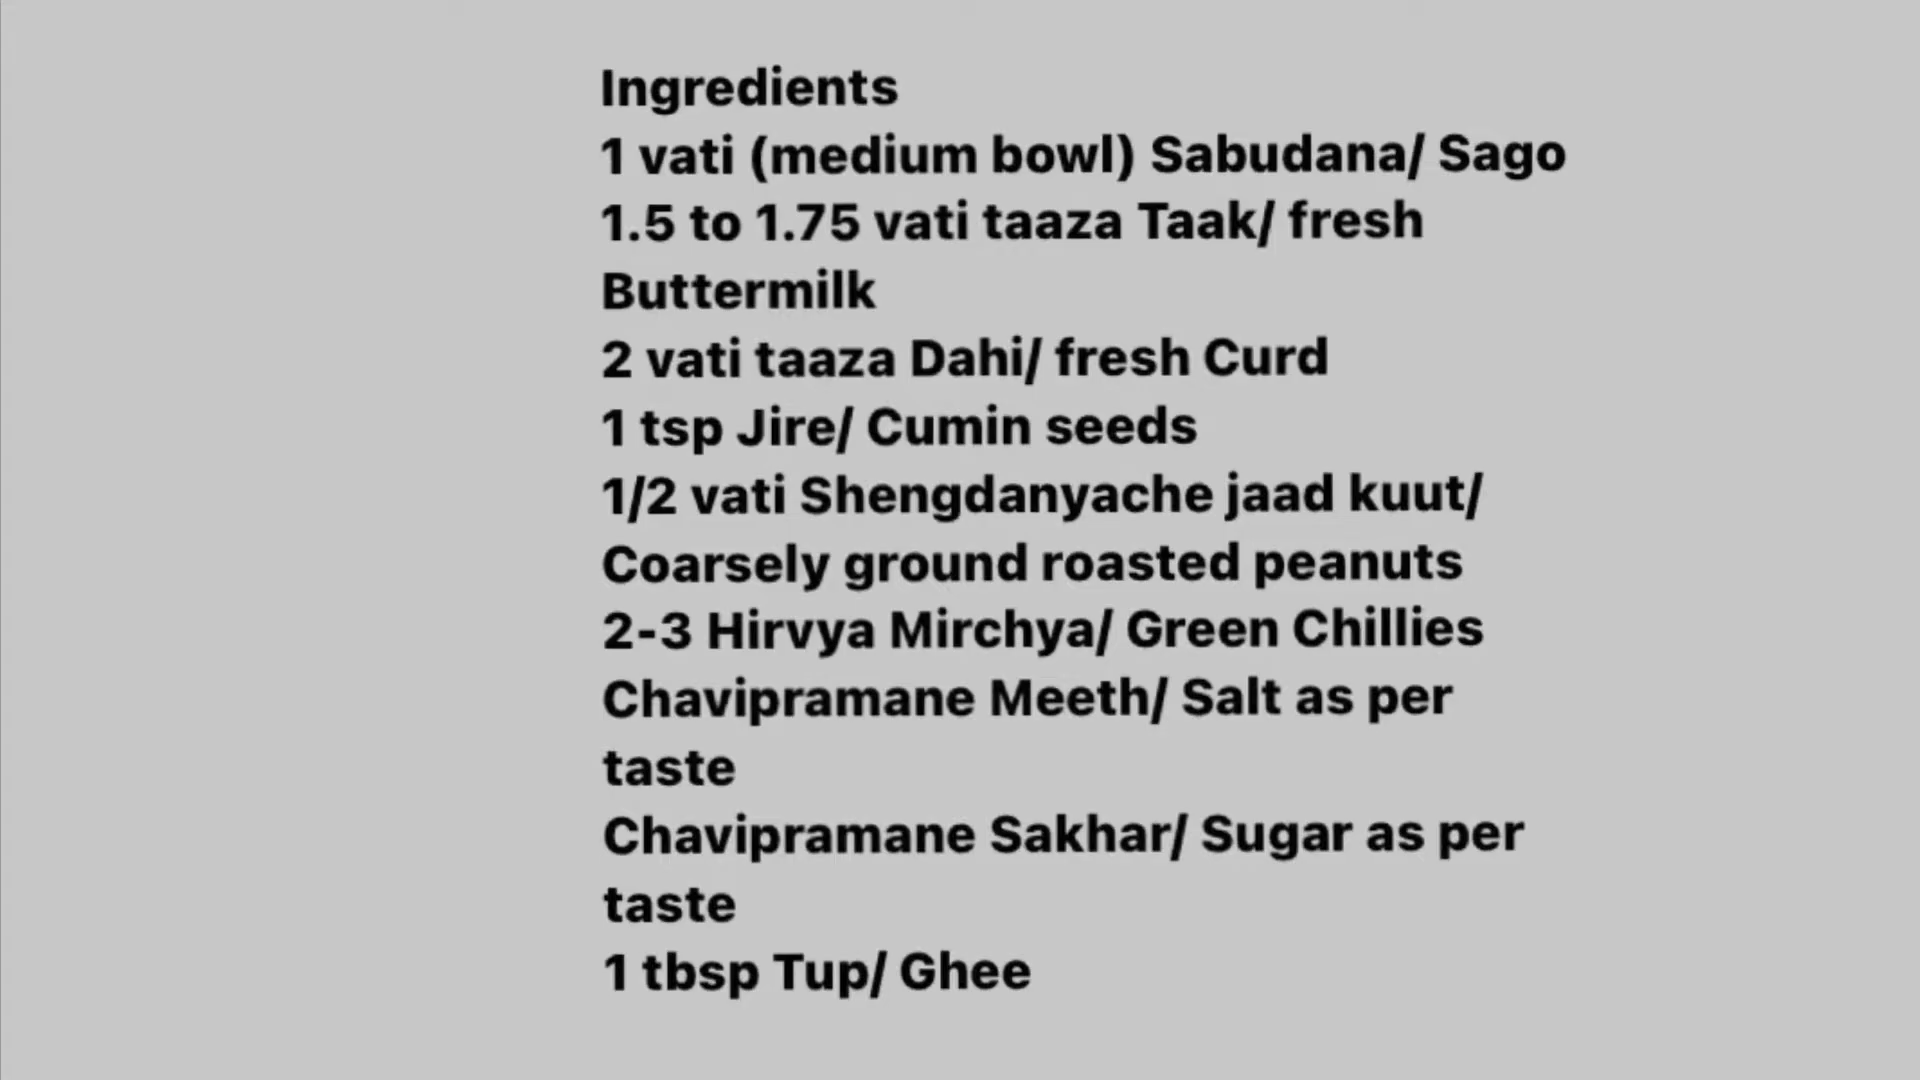 Ingredients
1 vati (medium bowl) Sabudana/ Sago
1.5 to 1.75 vati taaza Taak/ fresh
Buttermilk
2 vati taaza Dahi/ fresh Curd
1 tsp Jire/ Cumin seeds
1/2 vati Shengdanyache jaad kuut/
Coarsely ground roasted peanuts
2-3 Hirvya Mirchya/ Green Chillies
Chavipramane Meeth/ Salt as per
taste
Chavipramane Sakhar/ Sugar as per
taste
1 tbsp Tup/ Ghee